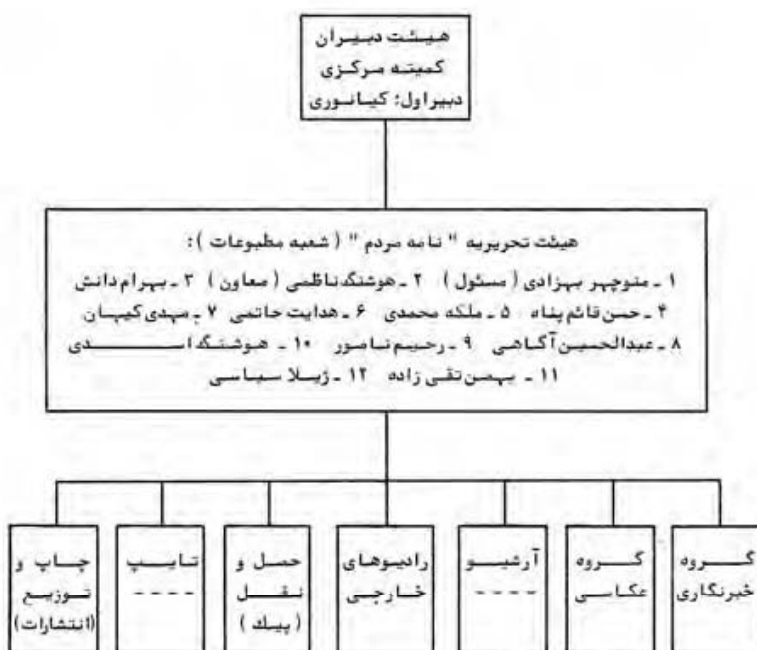 هیئت دبیران
کمیته مرکزی
دبیر اول: کیانوری
هیئت تحریریه " نامه مردم " ( شعبه مطبوعات ):
۱ ـ منوچهر بهزادی ( مسئول ) ۲ ـ هوشنگ ناظمی ( معاون ) ۳ ـ بهرام دانش
۴ ـ حسن قائم پناه ۵ ـ ملکه محمدی ۶ ـ هدایت حاتمی ۷ ـ مهدی کیهان
۸ ـ عبدالحسین آگاهی ۹ ـ رحیم نامور ۱۰ ـ هوشنگ اسدی
۱۱ ـ بهمن تقی زاده ۱۲ ـ ژیلا سیاسی
گروه
خبرنگاری
گروه
عکاسی
آرشیو
- - - -
رادیوهای
خارجی
حمل و
نقل
( پیك )
تایپ
- - - -
چاپ و
توزیع
(انتشارات)